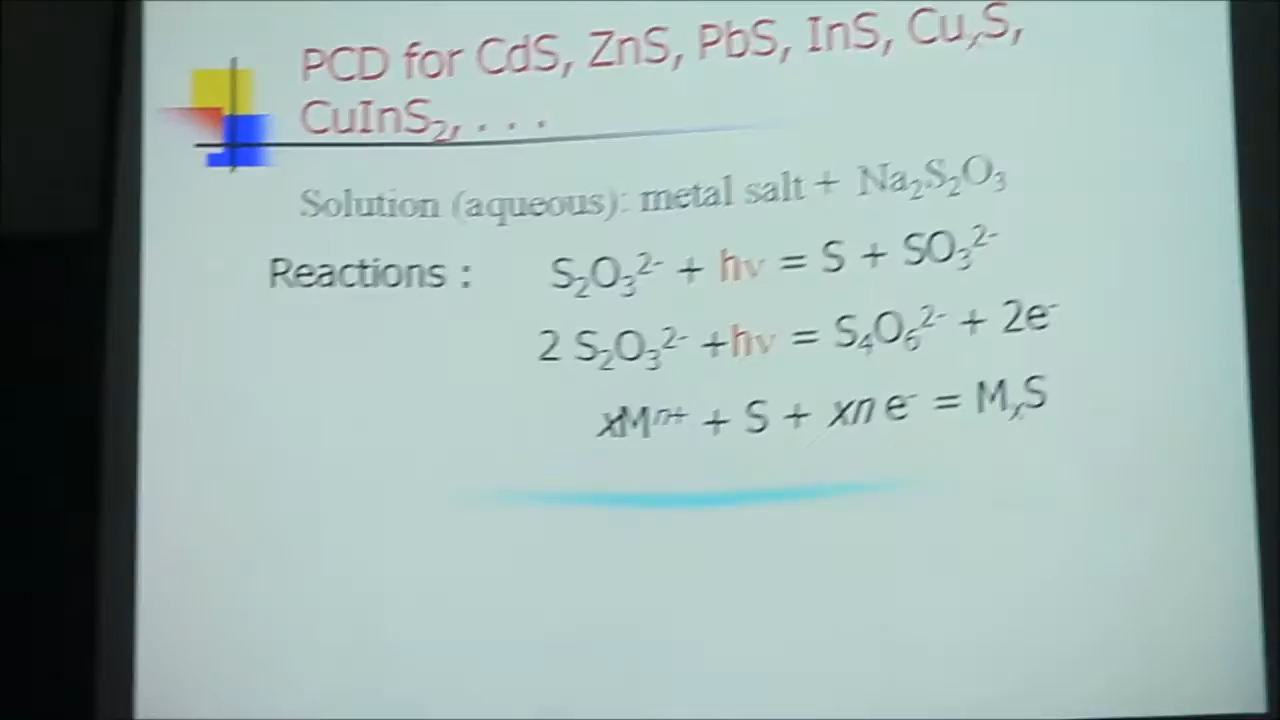 PCD for CdS, ZnS, PbS, InS, CuₓS,
CuInS₂, . . .
Solution (aqueous): metal salt + Na₂S₂O₃
Reactions : S₂O₃²⁻ + hν = S + SO₃²⁻
2 S₂O₃²⁻ +hν = S₄O₆²⁻ + 2e⁻
xMⁿ⁺ + S + xn e⁻ = MₓS